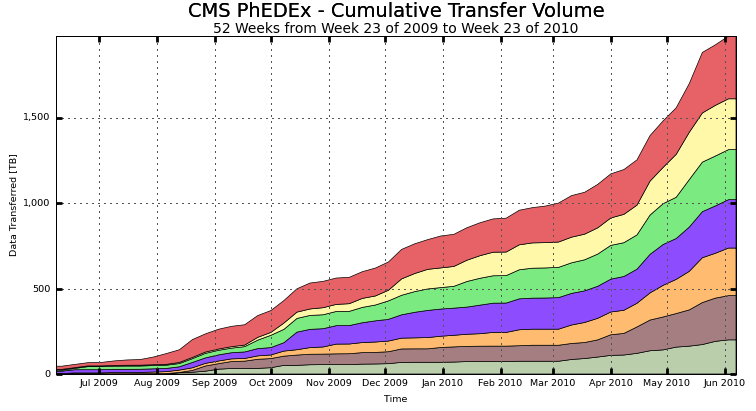 CMS PhEDEx - Cumulative Transfer Volume
52 Weeks from Week 23 of 2009 to Week 23 of 2010
Data Transferred [TB]
1,500
1,000
500
0
Jul 2009 Aug 2009 Sep 2009 Oct 2009 Nov 2009 Dec 2009 Jan 2010 Feb 2010 Mar 2010 Apr 2010 May 2010 Jun 2010
Time